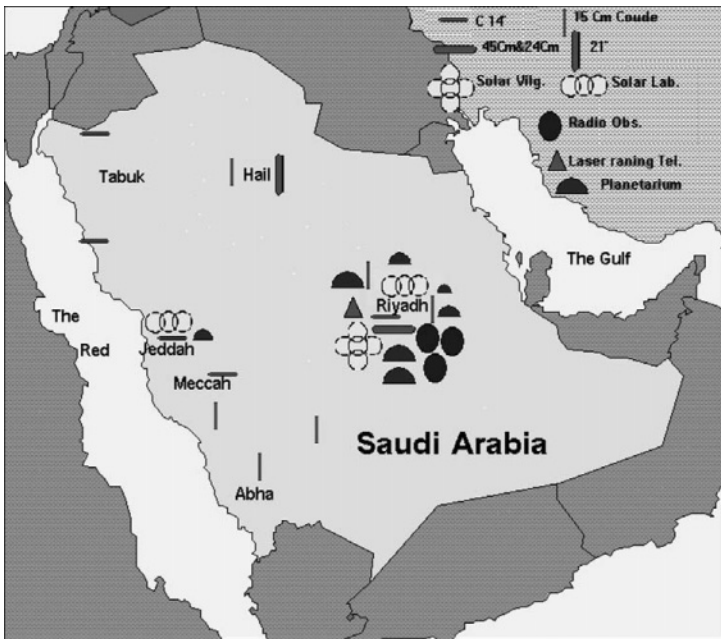 C 14"
15 Cm Coude
45Cm&24Cm
21"
Solar Vilg.
Solar Lab.
Radio Obs.
Laser raning Tel.
Planetarium
Tabuk
Hail
The Gulf
The
Red
Riyadh
Jeddah
Meccah
Saudi Arabia
Abha